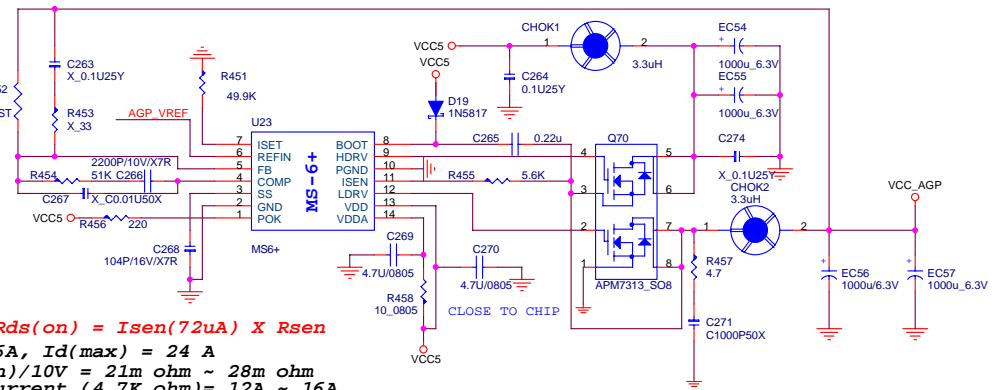 CHOK1
1
2
3.3uH
EC54
1000u_6.3V
EC55
1000u_6.3V
C263
X_0.1U25Y
R451
49.9K
VCC5
VCC5
C264
0.1U25Y
D19
1N5817
R453
X_33
AGP_VREF
U23
C265
0.22u
Q70
C274
X_0.1U25Y
7 ISET
6 REFIN
5 FB
4 COMP
3 SS
2 GND
1 POK
MS-6+
BOOT 8
HDRV 9
PGND 10
ISEN 11
LDRV 12
VDD 13
VDDA 14
MS6+
2200P/10V/X7R
R454
51K
C266
C267
X_C0.01U50X
VCC5
R456
220
C268
104P/16V/X7R
R455
5.6K
4
3
2
1
5
6
7
8
APM7313_SO8
CHOK2
3.3uH
1
2
VCC_AGP
R457
4.7
C271
C1000P50X
EC56
1000u/6.3V
EC57
1000u_6.3V
C269
4.7U/0805
C270
4.7U/0805
R458
10_0805
CLOSE TO CHIP
VCC5
Rds(on) = Isen(72uA) X Rsen
Id(max) = 24 A
)/10V = 21m ohm ~ 28m ohm
(4.7K ohm)= 12A ~ 16A